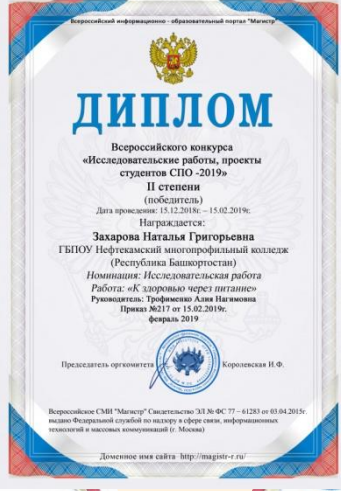 Всероссийский информационно - образовательный портал "Магистр"
ДИПЛОМ
Всероссийского конкурса
«Исследовательские работы, проекты
студентов СПО -2019»
II степени
(победитель)
Дата проведения: 15.12.2018г. – 15.02.2019г.
Награждается:
Захарова Наталья Григорьевна
ГБПОУ Нефтекамский многопрофильный колледж
(Республика Башкортостан)
Номинация: Исследовательская работа
Работа: «К здоровью через питание»
Руководитель: Трофименко Алия Нагимовна
Приказ №217 от 15.02.2019г.
февраль 2019
Председатель оргкомитета Королевская И.Ф.
Всероссийское СМИ "Магистр" Свидетельство ЭЛ № ФС 77 – 61283 от 03.04.2015г.
выдано Федеральной службой по надзору в сфере связи, информационных
технологий и массовых коммуникаций (г. Москва)
Доменное имя сайта http://magistr-r.ru/